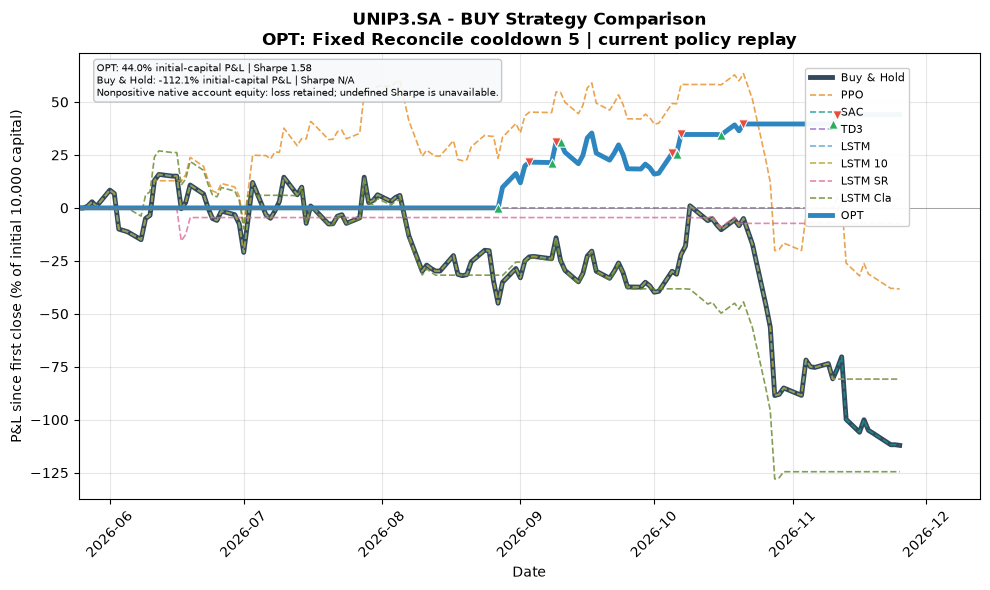 UNIP3.SA - BUY Strategy Comparison
OPT: Fixed Reconcile cooldown 5 | current policy replay
OPT: 44.0% initial-capital P&L | Sharpe 1.58
Buy & Hold: -112.1% initial-capital P&L | Sharpe N/A
Nonpositive native account equity: loss retained; undefined Sharpe is unavailable.
Buy & Hold
PPO
SAC
TD3
LSTM
LSTM 10
LSTM SR
LSTM Cla
OPT
P&L since first close (% of initial 10,000 capital)
50
25
0
−25
−50
−75
−100
−125
2026-06
2026-07
2026-08
2026-09
2026-10
2026-11
2026-12
Date